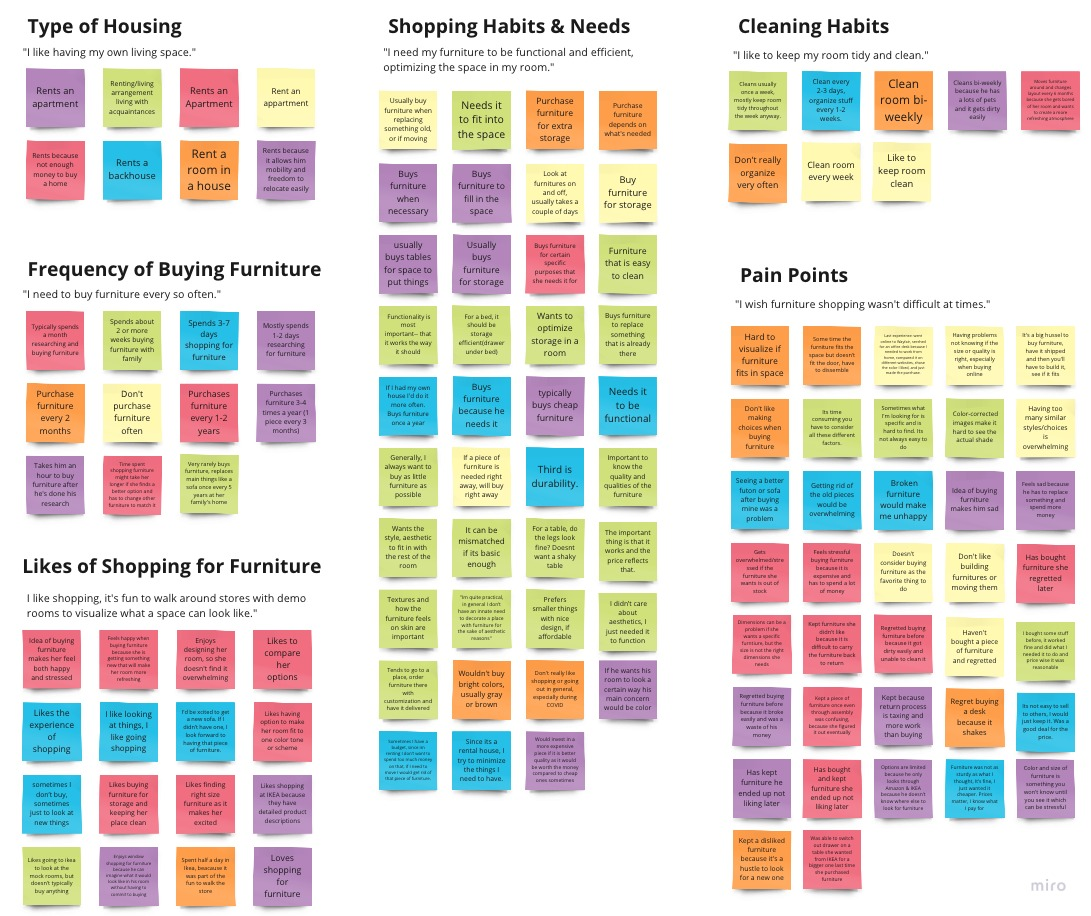 Type of Housing
"I like having my own living space."
Rents an
apartment
Renting/living
arrangement
living with
acquaintances
Rents an
Apartment
Rent an
appartment
Rents because
not enough
money to buy
a home
Rents a
backhouse
Rent a
room in
a house
Rents because
it allows him
mobility and
freedom to
relocate easily
Frequency of Buying Furniture
"I need to buy furniture every so often."
Typically spends
a month
researching and
buying furniture
Spends about
2 or more
weeks buying
furniture with
family
Spends 3-7
days
shopping for
furniture
Mostly spends
1-2 days
researching
for furniture
Purchase
furniture
every 2
months
Don't
purchase
furniture
often
Purchases
furniture
every 1-2
years
Purchases
furniture 3-4
times a year (1
piece every 3
months)
Takes him an
hour to buy
furniture after
he's done his
research
Time spent
shopping furniture
might take her
longer if she finds a
better option and
has to change other
furniture to match it
Very rarely buys
furniture, replaces
main things like a
sofa once every 5
years at her
family's home
Likes of Shopping for Furniture
I like shopping, it's fun to walk around stores with demo
rooms to visualize what a space can look like."
Idea of buying
furniture
makes her feel
both happy
and stressed
Feels happy when
buying furniture
because she is
getting something
new that will make
her room more
refreshing
Enjoys
designing her
room, so she
doesn't find it
overwhelming
Likes to
compare
her
options
Likes the
experience
of
shopping
I like looking
at things, I
like going
shopping
I'd be excited to get
a new sofa. If I
didn't have one, I
look forward to
having that piece
of furniture.
Likes having
option to make
her room fit to
one color tone
or scheme
sometimes I
don't buy,
sometimes
just to look at
new things
Likes buying
furniture for
storage and
keeping her
place clean
Likes finding
right size
furniture as it
makes her
excited
Likes shopping
at IKEA because
they have
detailed product
descriptions
Likes going to Ikea
to look at the
mock rooms, but
doesn't typically
buy anything
Enjoys window
shopping for furniture
because he can
imagine what it would
look like in his room
without having to
commit to buying
Spent half a day in
Ikea, beacause it
was part of the
fun to walk the
store
Loves
shopping
for
furniture
Shopping Habits & Needs
"I need my furniture to be functional and efficient,
optimizing the space in my room."
Usually buy
furniture when
replacing
something old,
or if moving
Needs it
to fit into
the space
Purchase
furniture
for extra
storage
Purchase
furniture
depends on
what's needed
Buys
furniture
when
necessary
Buys
furniture to
fill in the
space
Look at
furnitures on
and off,
usually takes a
couple of days
Buy
furniture
for storage
usually
buys tables
for space to
put things
Usually
buys
furniture
for storage
Buys furniture
for certain
specific
purposes that
she needs it for
Furniture
that is easy
to clean
Functionality is
most
important-- that
it works the way
it should
For a bed, it
should be
storage
efficient(drawer
under bed)
Wants to
optimize
storage in a
room
Buys furniture
to replace
something
that is already
there
If I had my own
house I'd do it
more often.
Buys furniture
once a year
Buys
furniture
because he
needs it
typically
buys cheap
furniture
Needs it
to be
functional
Generally, I
always want to
buy as little
furniture as
possible
If a piece of
furniture is
needed right
away, will buy
right away
Third is
durability.
Important to
know the
quality and
qualities of the
furniture
Wants the
style, aesthetic
to fit in with
the rest of the
room
It can be
mismatched
if its basic
enough
For a table, do
the legs look
fine? Doesnt
want a shaky
table
The important
thing is that it
works and the
price reflects
that.
Textures and
how the
furniture feels
on skin are
important
"Im quite practical,
in general I don't
have an innate need
to decorate a place
with furniture for
the sake of aesthetic
reasons"
Prefers
smaller things
with nice
design, if
affordable
I didn't care
about
aesthetics, I
just needed it
to function
Tends to go to a
place, order
furniture there
with
customization and
have it delivered
Wouldn't buy
bright colors,
usually gray
or brown
Don't really like
shopping or going
out in general,
especially during
COVID
If he wants his
room to look a
certain way his
main concern
would be color
Since its a
rental house, I
try to minimize
the things I
need to have.
Would invest in a
more expensive
piece if it is better
quality as it would
be worth the money
compared to cheap
ones sometimes
Cleaning Habits
"I like to keep my room tidy and clean."
Cleans usually
once a week,
mostly keep room
tidy throughout
the week anyway.
Clean every
2-3 days,
organize stuff
every 1-2
weeks.
Clean
room bi-
weekly
Cleans bi-weekly
because he has
a lots of pets
and it gets dirty
easily
Moves furniture
around and changes
layout every 6 months
because she gets bored
of her room and wants
to create a more
refreshing atmosphere
Don't really
organize
very often
Clean room
every week
Like to
keep room
clean
Pain Points
"I wish furniture shopping wasn't difficult at times."
Hard to
visualize if
furniture
fits in space
Some time the
furniture fits the
space but doesn't
fit the door, have
to dissemble
Having problems
not knowing if the
size or quality is
right, especially
when buying
online
It's a big hussel to
buy furniture,
have it shipped
and then you'll
have to build it,
see if it fits
Don't like
making
choices when
buying
furniture
Its time
consuming you
have to consider
all these different
factors.
Sometimes what
I'm looking for is
specific and is
hard to find. Its
not always easy to
do
Color-corrected
images make it
hard to see the
actual shade
Having too
many similar
styles/choices
is
overwhelming
Seeing a better
futon or sofa
after buying
mine was a
problem
Getting rid of
the old pieces
would be
overwhelming
Broken
furniture
would make
me unhappy
Idea of buying
furniture
makes him sad
Feels sad because
he has to replace
something and
spend more
money
Gets
overwhelmed/stre
ssed if the
furniture she
wants is out of
stock
Feels stressful
buying furniture
because it is
expensive and
has to spend a lot
of money
Doesn't
consider buying
furniture as the
favorite thing to
do
Don't like
building
furnitures or
moving them
Has bought
furniture she
regretted
later
Dimensions can be a
problem if she
wants a specific
furniture, but the
size is not the right
dimensions she
needs
Kept furniture she
didn't like
because it is
difficult to carry
the furniture back
to return
Regretted buying
furniture before
because it got
dirty easily and
unable to clean it
Haven't
bought a piece
of furniture
and regretted
I bought some stuff
before, it worked
fine and did what I
needed it to do and
price wise it was
reasonable
Regretted buying
furniture before
because it broke
easily and was a
waste of his
money
Kept a piece of
furniture once even
through assembly
was confusing,
because she figured
it out eventually
Kept because
return process
is taxing and
more work
than buying
Regret buying
a desk
because it
shakes
Its not easy to sell
to others, I would
just keep it. Was a
good deal for the
price.
Has kept
furniture he
ended up not
liking later
Has bought
and kept
furniture she
ended up not
liking later
Options are limited
because he only
looks through
Amazon & IKEA
because he doesn't
know where else to
look for furniture
Furniture was not as
sturdy as what I
thought, it's fine, I
just wanted it
cheaper. Prices
matter, I know what
I pay for
Color and size of
furniture is
something you
won't know until
you see it which
can be stressful
Kept a disliked
furniture
because it's a
hustle to look
for a new one
Was able to switch
out drawer on a
table she wanted
from IKEA for a
bigger one last time
she purchased
furniture
miro